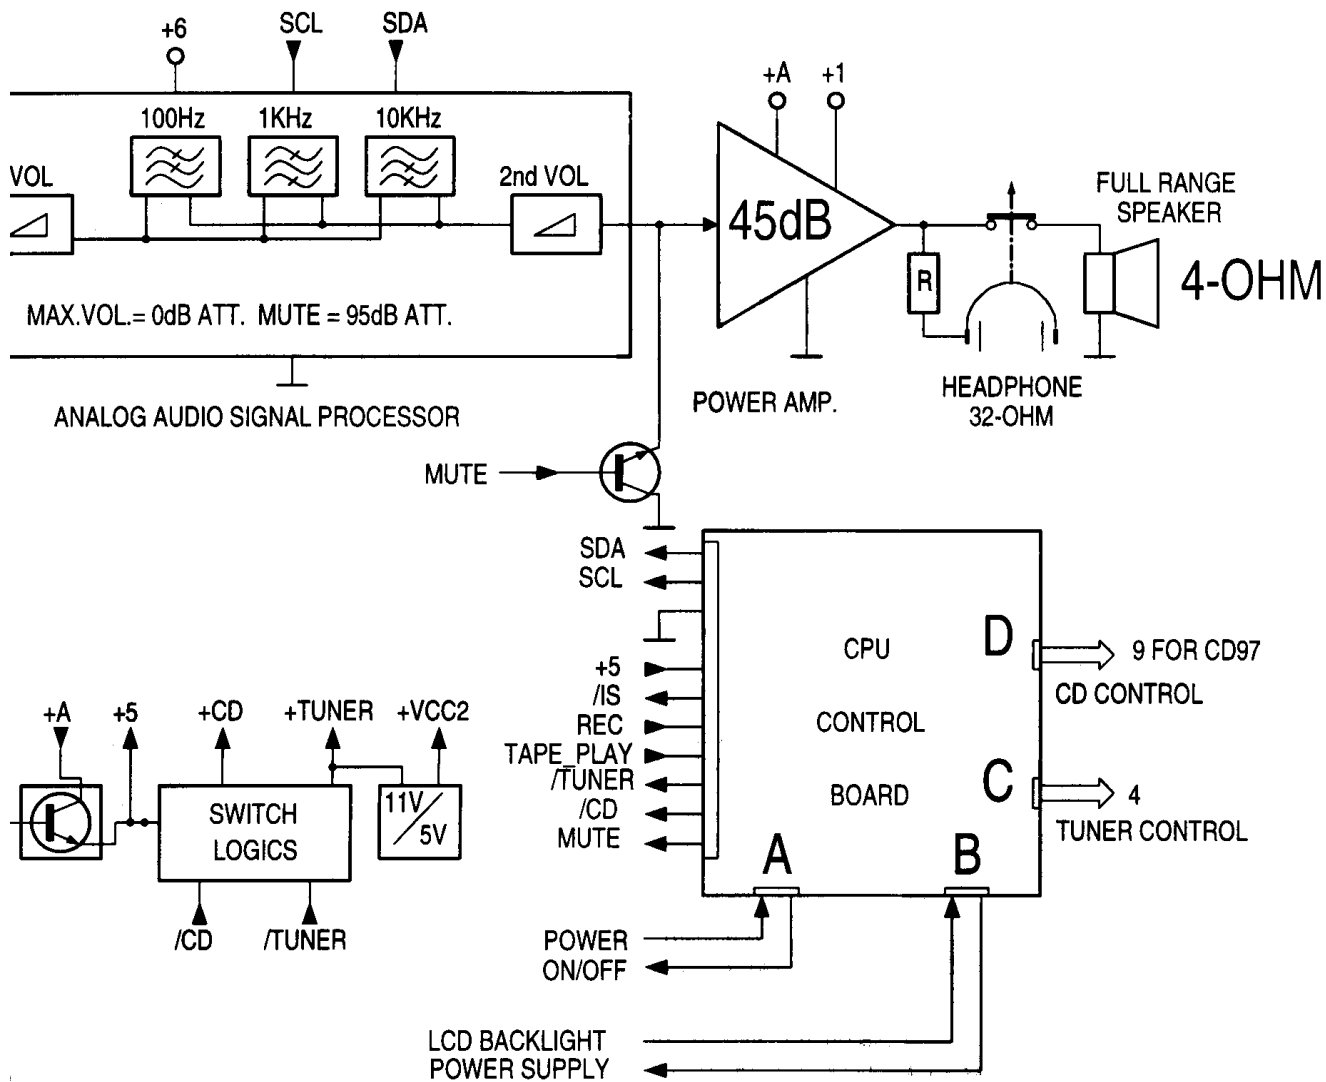 +6
SCL
SDA
+A
+1
100Hz
1KHz
10KHz
VOL
2nd VOL
45dB
FULL RANGE
SPEAKER
R
4-OHM
MAX.VOL.= 0dB ATT. MUTE = 95dB ATT.
HEADPHONE
32-OHM
POWER AMP.
ANALOG AUDIO SIGNAL PROCESSOR
MUTE
SDA
SCL
+5
/IS
REC
TAPE_PLAY
/TUNER
/CD
MUTE
CPU
CONTROL
BOARD
D
9 FOR CD97
CD CONTROL
C
4
TUNER CONTROL
A
B
+A
+5
+CD
+TUNER
+VCC2
SWITCH
LOGICS
11V
5V
/CD
/TUNER
POWER
ON/OFF
LCD BACKLIGHT
POWER SUPPLY